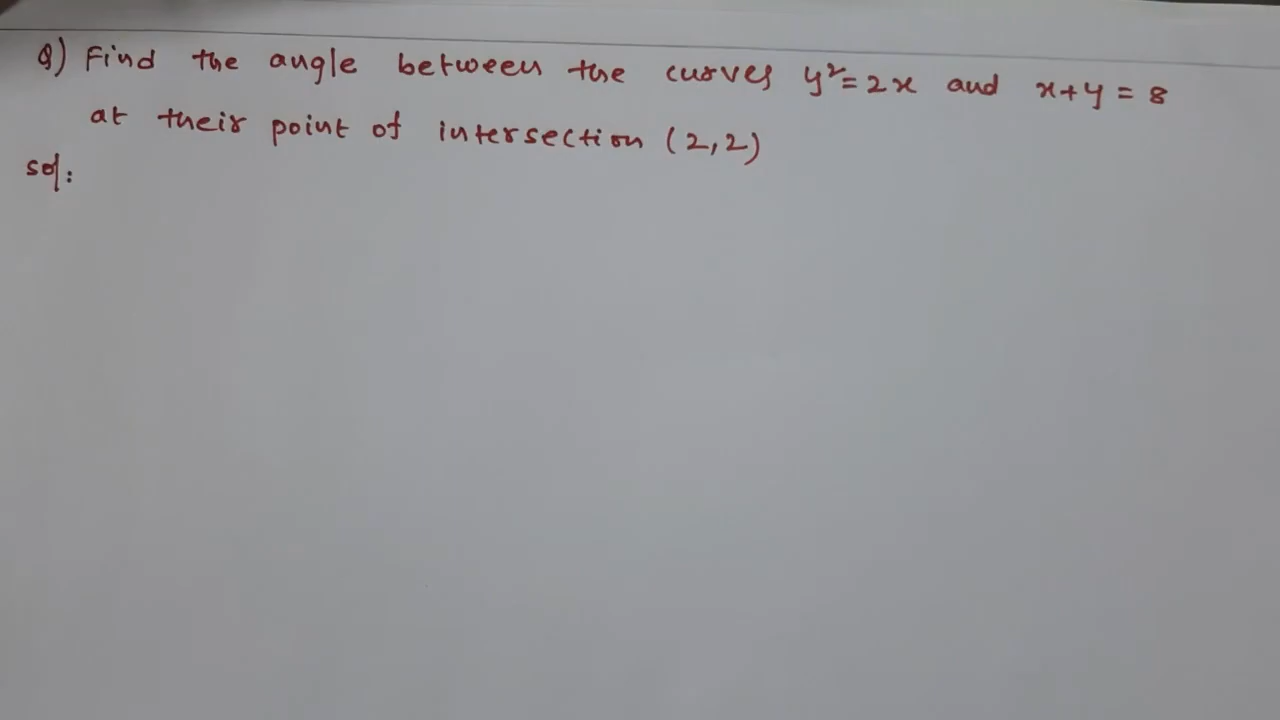 Q) Find the angle between the curves y²=2x and x+y = 8
at their point of intersection (2,2)
sol: